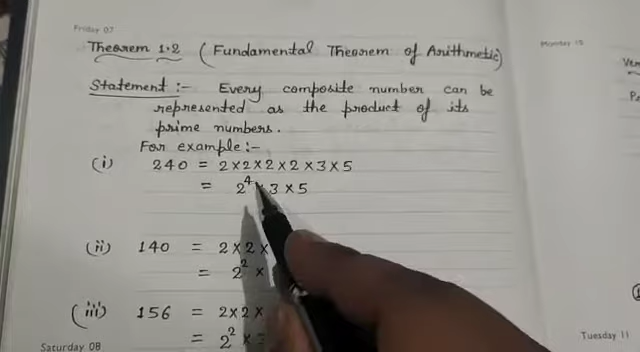 Friday 07
Theorem 1.2 (Fundamental Theorem of Arithmetic)
Statement :- Every composite number can be
represented as the product of its
prime numbers.
For example:-
(i) 240 = 2×2×2×2×3×5
= 2⁴×3×5
(ii) 140 = 2×2×
= 2²×
(iii) 156 = 2×2×
= 2²×
Saturday 08
Monday 10
Tuesday 11